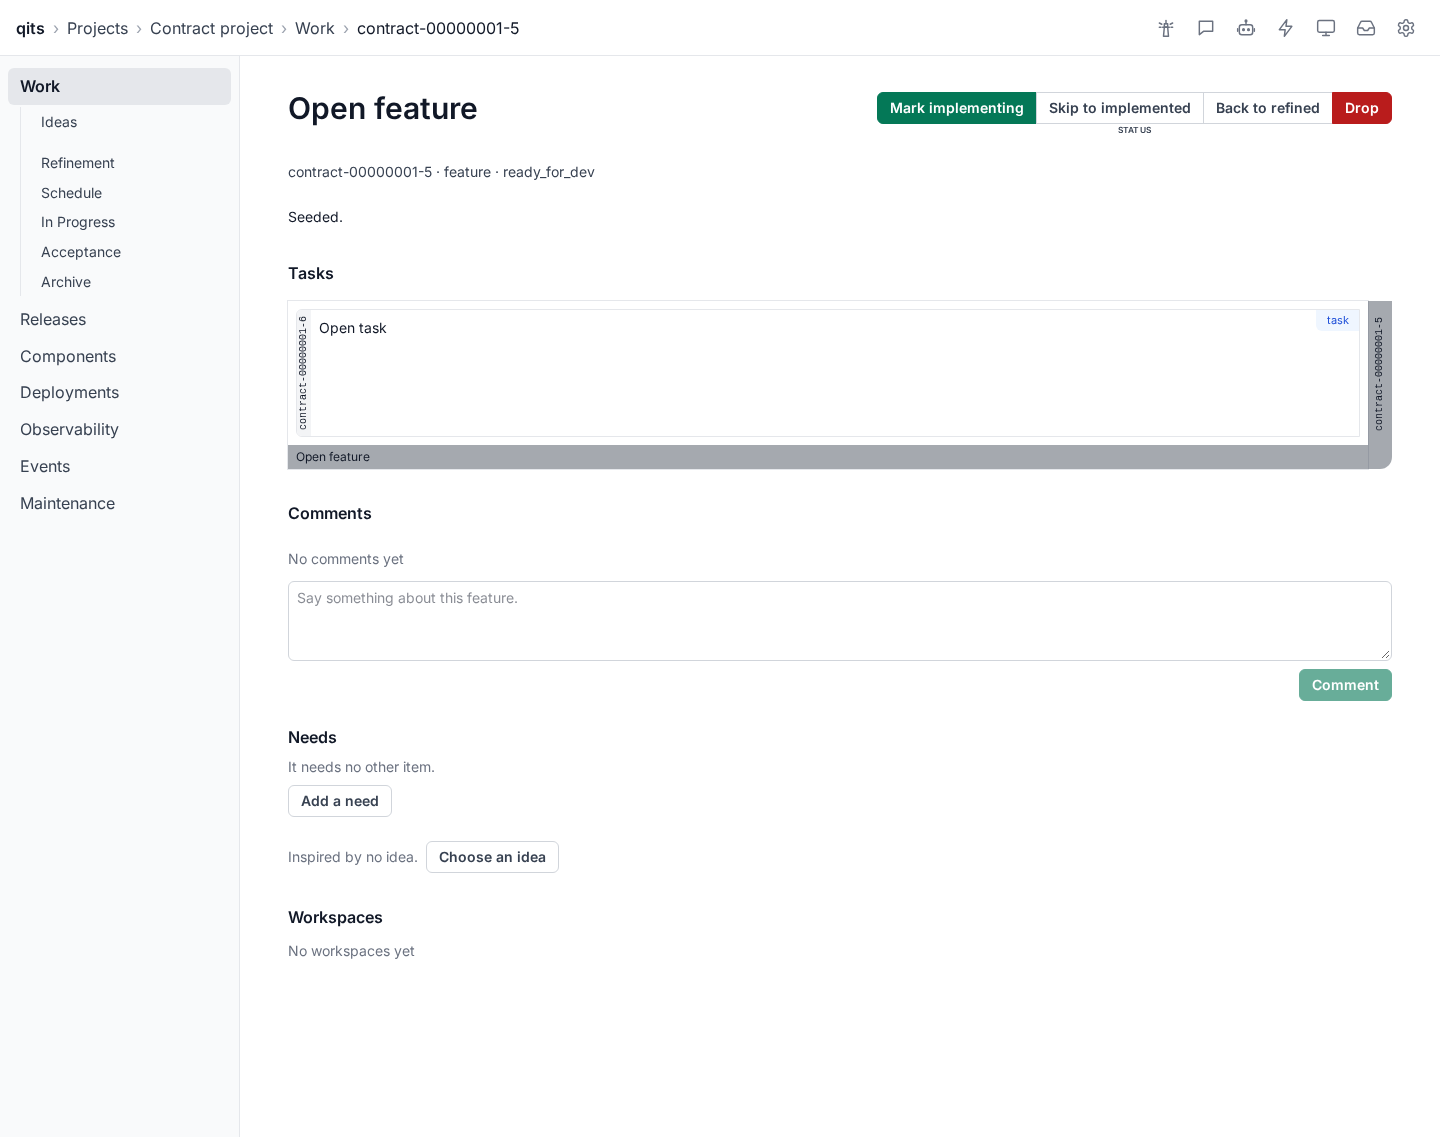 qits › Projects › Contract project › Work › contract-00000001-5
Work
Ideas
Refinement
Schedule
In Progress
Acceptance
Archive
Releases
Components
Deployments
Observability
Events
Maintenance
Open feature
Mark implementing
Skip to implemented
Back to refined
Drop
STATUS
contract-00000001-5 · feature · ready_for_dev
Seeded.
Tasks
contract-00000001-6
Open task
task
contract-00000001-5
Open feature
Comments
No comments yet
Say something about this feature.
Comment
Needs
It needs no other item.
Add a need
Inspired by no idea.
Choose an idea
Workspaces
No workspaces yet